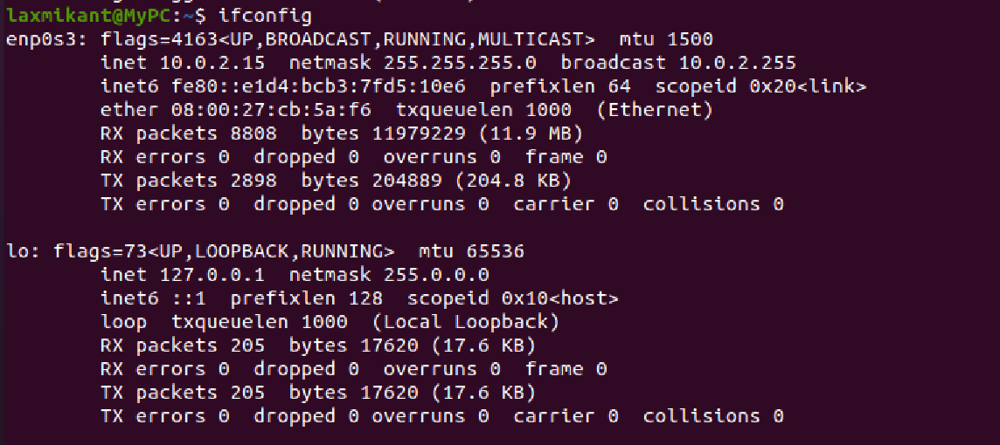 laxmikant@MyPC:~$ ifconfig
enp0s3: flags=4163<UP,BROADCAST,RUNNING,MULTICAST>  mtu 1500
        inet 10.0.2.15  netmask 255.255.255.0  broadcast 10.0.2.255
        inet6 fe80::e1d4:bcb3:7fd5:10e6  prefixlen 64  scopeid 0x20<link>
        ether 08:00:27:cb:5a:f6  txqueuelen 1000  (Ethernet)
        RX packets 8808  bytes 11979229 (11.9 MB)
        RX errors 0  dropped 0  overruns 0  frame 0
        TX packets 2898  bytes 204889 (204.8 KB)
        TX errors 0  dropped 0 overruns 0  carrier 0  collisions 0

lo: flags=73<UP,LOOPBACK,RUNNING>  mtu 65536
        inet 127.0.0.1  netmask 255.0.0.0
        inet6 ::1  prefixlen 128  scopeid 0x10<host>
        loop  txqueuelen 1000  (Local Loopback)
        RX packets 205  bytes 17620 (17.6 KB)
        RX errors 0  dropped 0  overruns 0  frame 0
        TX packets 205  bytes 17620 (17.6 KB)
        TX errors 0  dropped 0 overruns 0  carrier 0  collisions 0